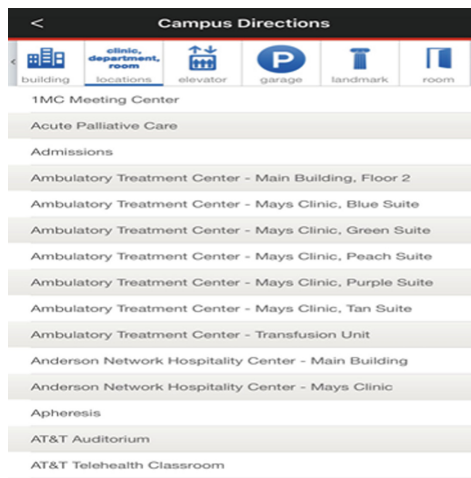 < Campus Directions
clinic,
department,
room
P
< building locations elevator garage landmark room
1MC Meeting Center
Acute Palliative Care
Admissions
Ambulatory Treatment Center - Main Building, Floor 2
Ambulatory Treatment Center - Mays Clinic, Blue Suite
Ambulatory Treatment Center - Mays Clinic, Green Suite
Ambulatory Treatment Center - Mays Clinic, Peach Suite
Ambulatory Treatment Center - Mays Clinic, Purple Suite
Ambulatory Treatment Center - Mays Clinic, Tan Suite
Ambulatory Treatment Center - Transfusion Unit
Anderson Network Hospitality Center - Main Building
Anderson Network Hospitality Center - Mays Clinic
Apheresis
AT&T Auditorium
AT&T Telehealth Classroom